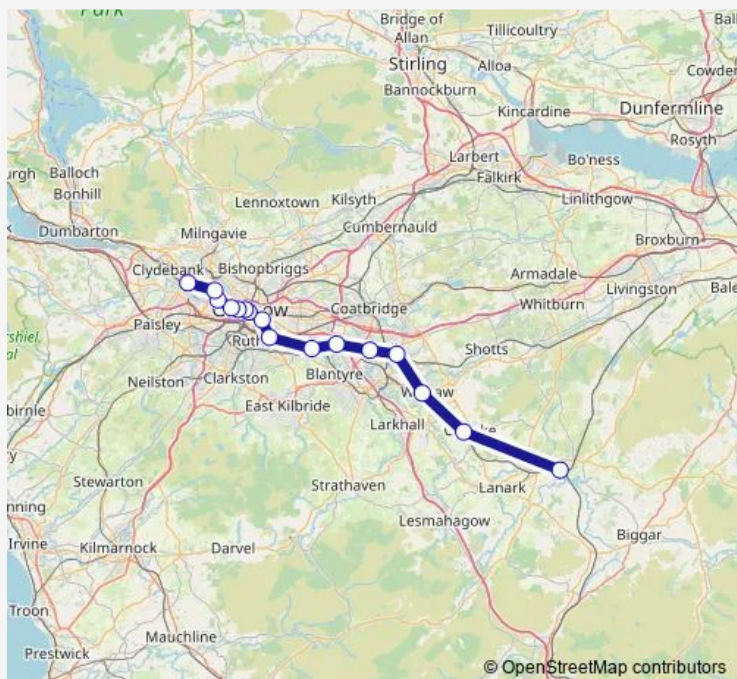 Park
Bridge of
Allan
Tillicoultry
Stirling
Alloa
Cowden
Bannockburn
Kincardine
Dunfermline
Rosyth
Larbert
Bo'ness
Balloch
Falkirk
Bonhill
Kilsyth
Linlithgow
Lennoxtown
Dumbarton
Milngavie
Cumbernauld
Broxburn
Clydebank
Bishopbriggs
Armadale
Livingston
Coatbridge
Whitburn
Paisley
Shotts
Blantyre
Neilston
Clarkston
East Kilbride
Larkhall
Stewarton
Strathaven
Lanark
Lesmahagow
Biggar
Irvine
Darvel
Kilmarnock
Troon
Mauchline
Prestwick
© OpenStreetMap contributors